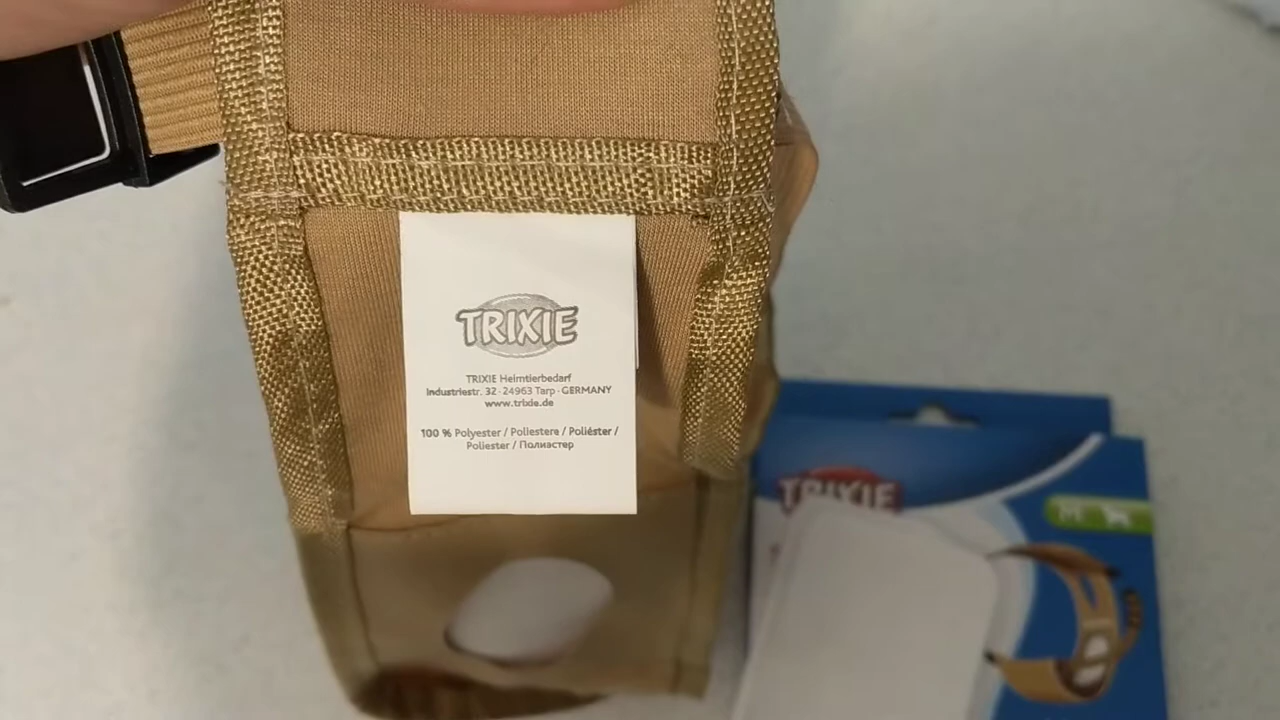 TRIXIE
TRIXIE Heimtierbedarf
Industriestr. 32 · 24963 Tarp · GERMANY
www.trixie.de
100 % Polyester / Poliestere / Poliéster /
Poliester / Полиэстер
TRIXIE